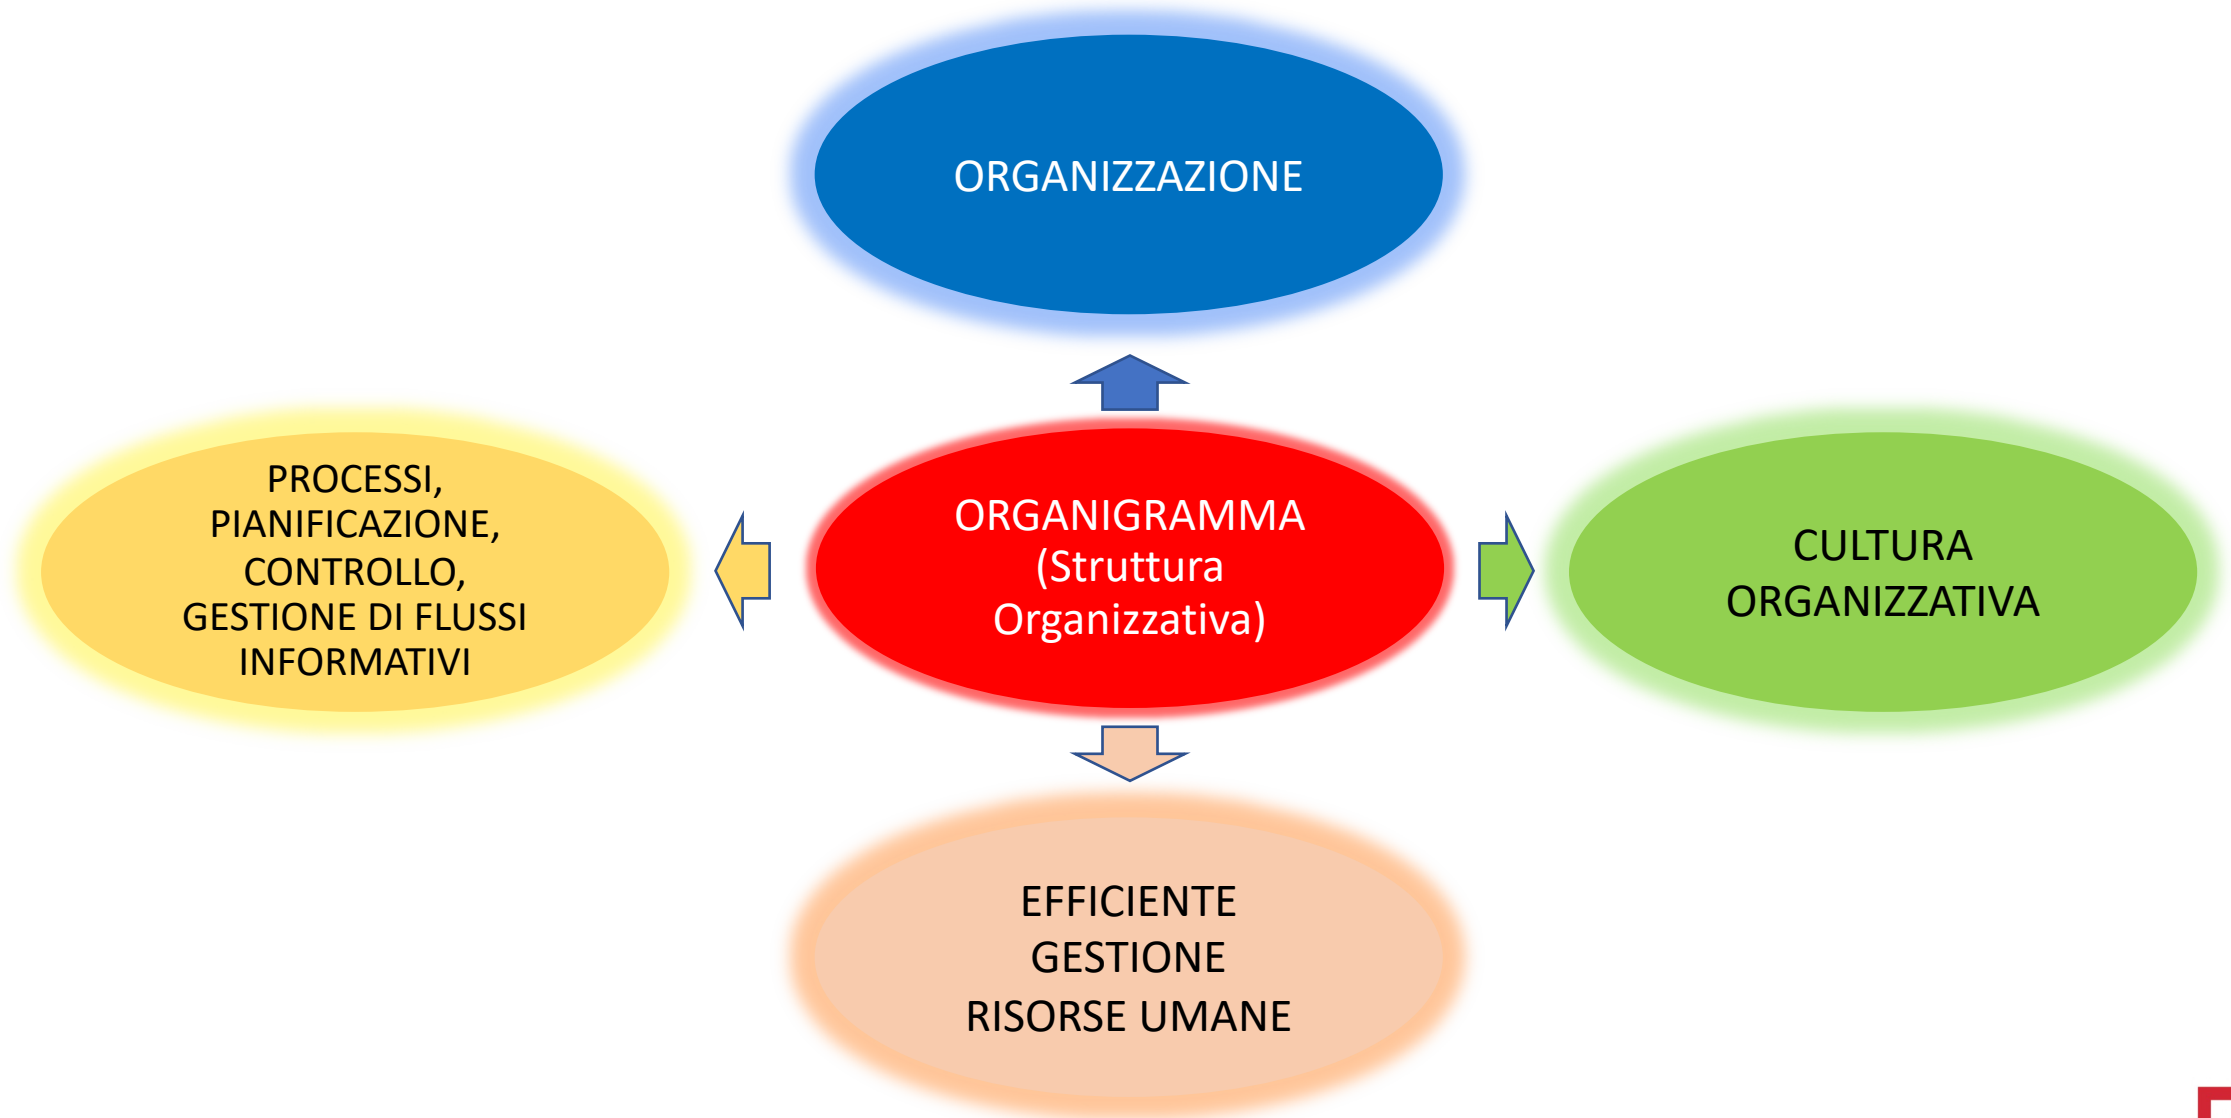 ORGANIZZAZIONE
PROCESSI,
PIANIFICAZIONE,
CONTROLLO,
GESTIONE DI FLUSSI
INFORMATIVI
ORGANIGRAMMA
(Struttura
Organizzativa)
CULTURA
ORGANIZZATIVA
EFFICIENTE
GESTIONE
RISORSE UMANE